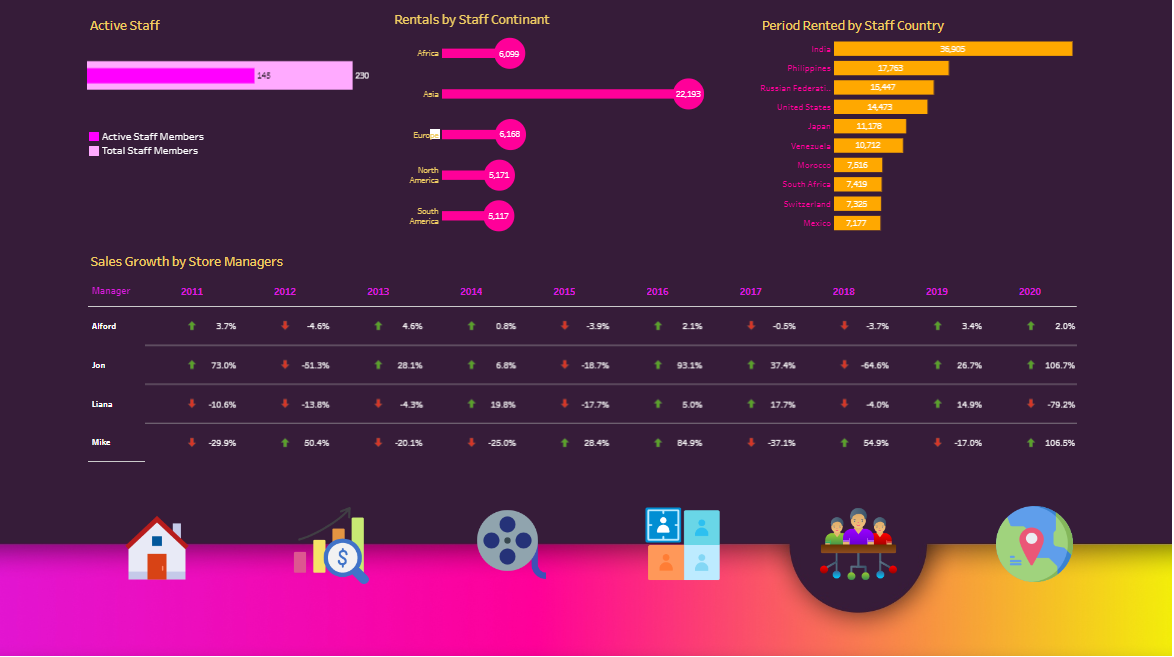 Active Staff
145
230
Active Staff Members
Total Staff Members
Rentals by Staff Continant
Africa
6,099
Asia
22,193
Europe
6,168
North
America
5,171
South
America
5,117
Period Rented by Staff Country
India 36,905
Philippines 17,763
Russian Federati.. 15,447
United States 14,473
Japan 11,178
Venezuela 10,712
Morocco 7,516
South Africa 7,419
Switzerland 7,325
Mexico 7,177
Sales Growth by Store Managers
Manager 2011 2012 2013 2014 2015 2016 2017 2018 2019 2020
Alford 3.7% -4.6% 4.6% 0.8% -3.9% 2.1% -0.5% -3.7% 3.4% 2.0%
Jon 73.0% -51.3% 28.1% 6.8% -18.7% 93.1% 37.4% -64.6% 26.7% 106.7%
Liana -10.6% -13.8% -4.3% 19.8% -17.7% 5.0% 17.7% -4.0% 14.9% -79.2%
Mike -29.9% 50.4% -20.1% -25.0% 28.4% 84.9% -37.1% 54.9% -17.0% 106.5%
$